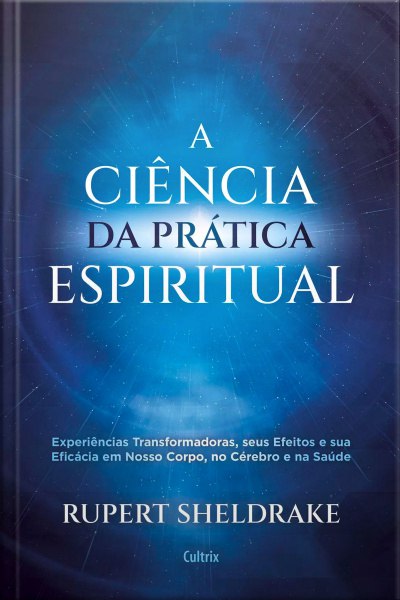 A
CIÊNCIA
DA PRÁTICA
ESPIRITUAL
Experiências Transformadoras, seus Efeitos e sua
Eficácia em Nosso Corpo, no Cérebro e na Saúde
RUPERT SHELDRAKE
Cultrix